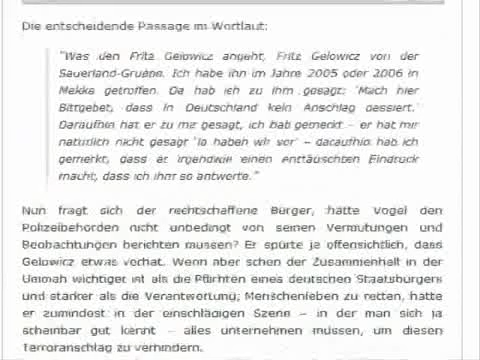 Die entscheidende Passage im Wortlaut:
"Was den Fritz Gelowicz angeht, Fritz Gelowicz von der
Sauerland-Gruppe. Ich habe ihn im Jahre 2005 oder 2006 in
Mekka getroffen. Da hab ich zu ihm gesagt: 'Mach hier
Bittgebet, dass in Deutschland kein Anschlag passiert.'
Daraufhin hat er zu mir gesagt, ich hab gemerkt – er hat mir
natürlich nicht gesagt 'Ja haben wir vor' – daraufhin hab ich
gemerkt, dass er irgendwie einen enttäuschten Eindruck
macht, dass ich ihm so antworte."
Nun fragt sich der rechtschaffene Bürger, hätte Vogel den
Polizeibehörden nicht unbedingt von seinen Vermutungen und
Beobachtungen berichten müssen? Er spürte ja offensichtlich, dass
Gelowicz etwas vorhat. Wenn aber schon der Zusammenhalt in der
Ummah wichtiger ist als die Pflichten eines deutschen Staatsbürgers
und stärker als die Verantwortung, Menschenleben zu retten, hätte
er zumindest in der einschlägigen Szene – in der man sich ja
scheinbar gut kennt – alles unternehmen müssen, um diesen
Terroranschlag zu verhindern.